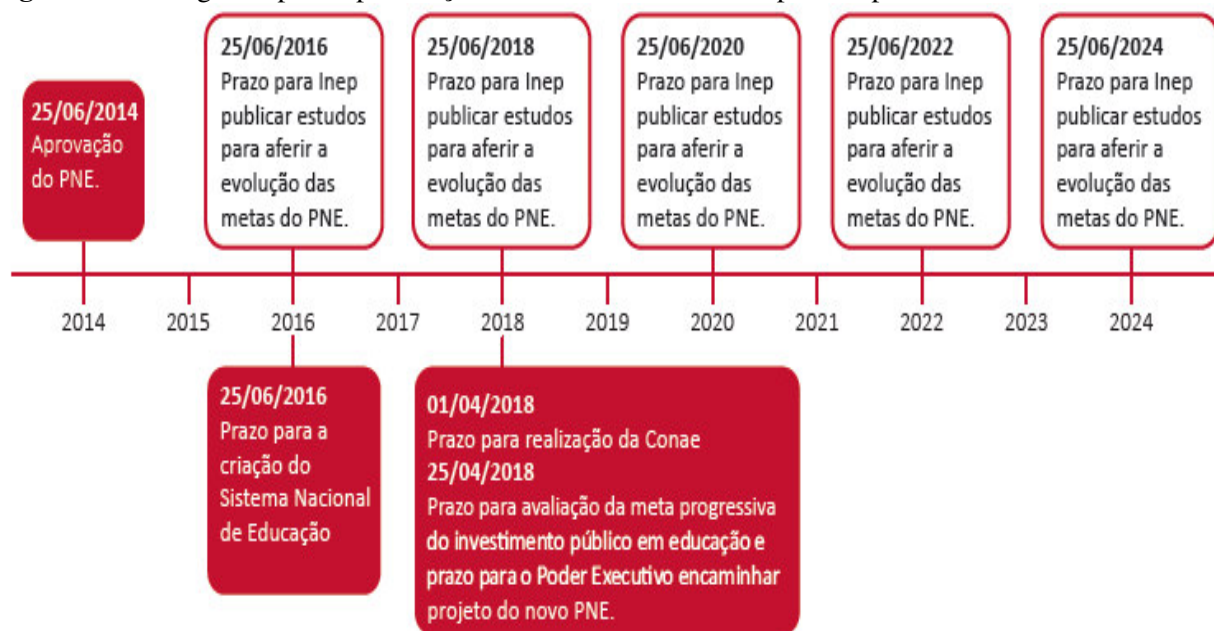 25/06/2014
Aprovação
do PNE.
25/06/2016
Prazo para Inep
publicar estudos
para aferir a
evolução das
metas do PNE.
25/06/2018
Prazo para Inep
publicar estudos
para aferir a
evolução das
metas do PNE.
25/06/2020
Prazo para Inep
publicar estudos
para aferir a
evolução das
metas do PNE.
25/06/2022
Prazo para Inep
publicar estudos
para aferir a
evolução das
metas do PNE.
25/06/2024
Prazo para Inep
publicar estudos
para aferir a
evolução das
metas do PNE.
2014 2015 2016 2017 2018 2019 2020 2021 2022 2023 2024
25/06/2016
Prazo para a
criação do
Sistema Nacional
de Educação
01/04/2018
Prazo para realização da Conae
25/04/2018
Prazo para avaliação da meta progressiva
do investimento público em educação e
prazo para o Poder Executivo encaminhar
projeto do novo PNE.